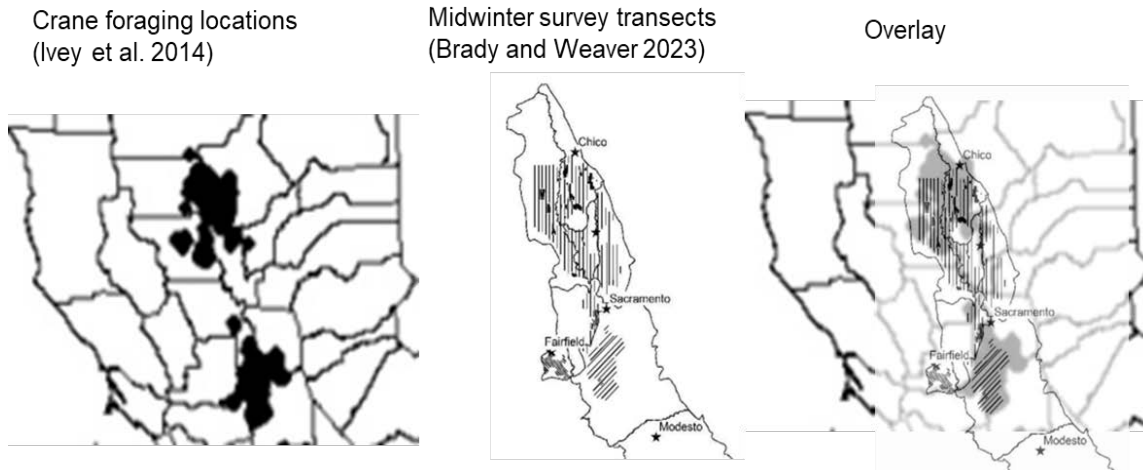 Crane foraging locations
(Ivey et al. 2014)
Midwinter survey transects
(Brady and Weaver 2023)
Overlay
Chico
Sacramento
Fairfield
Modesto
Chico
Sacramento
Fairfield
Modesto